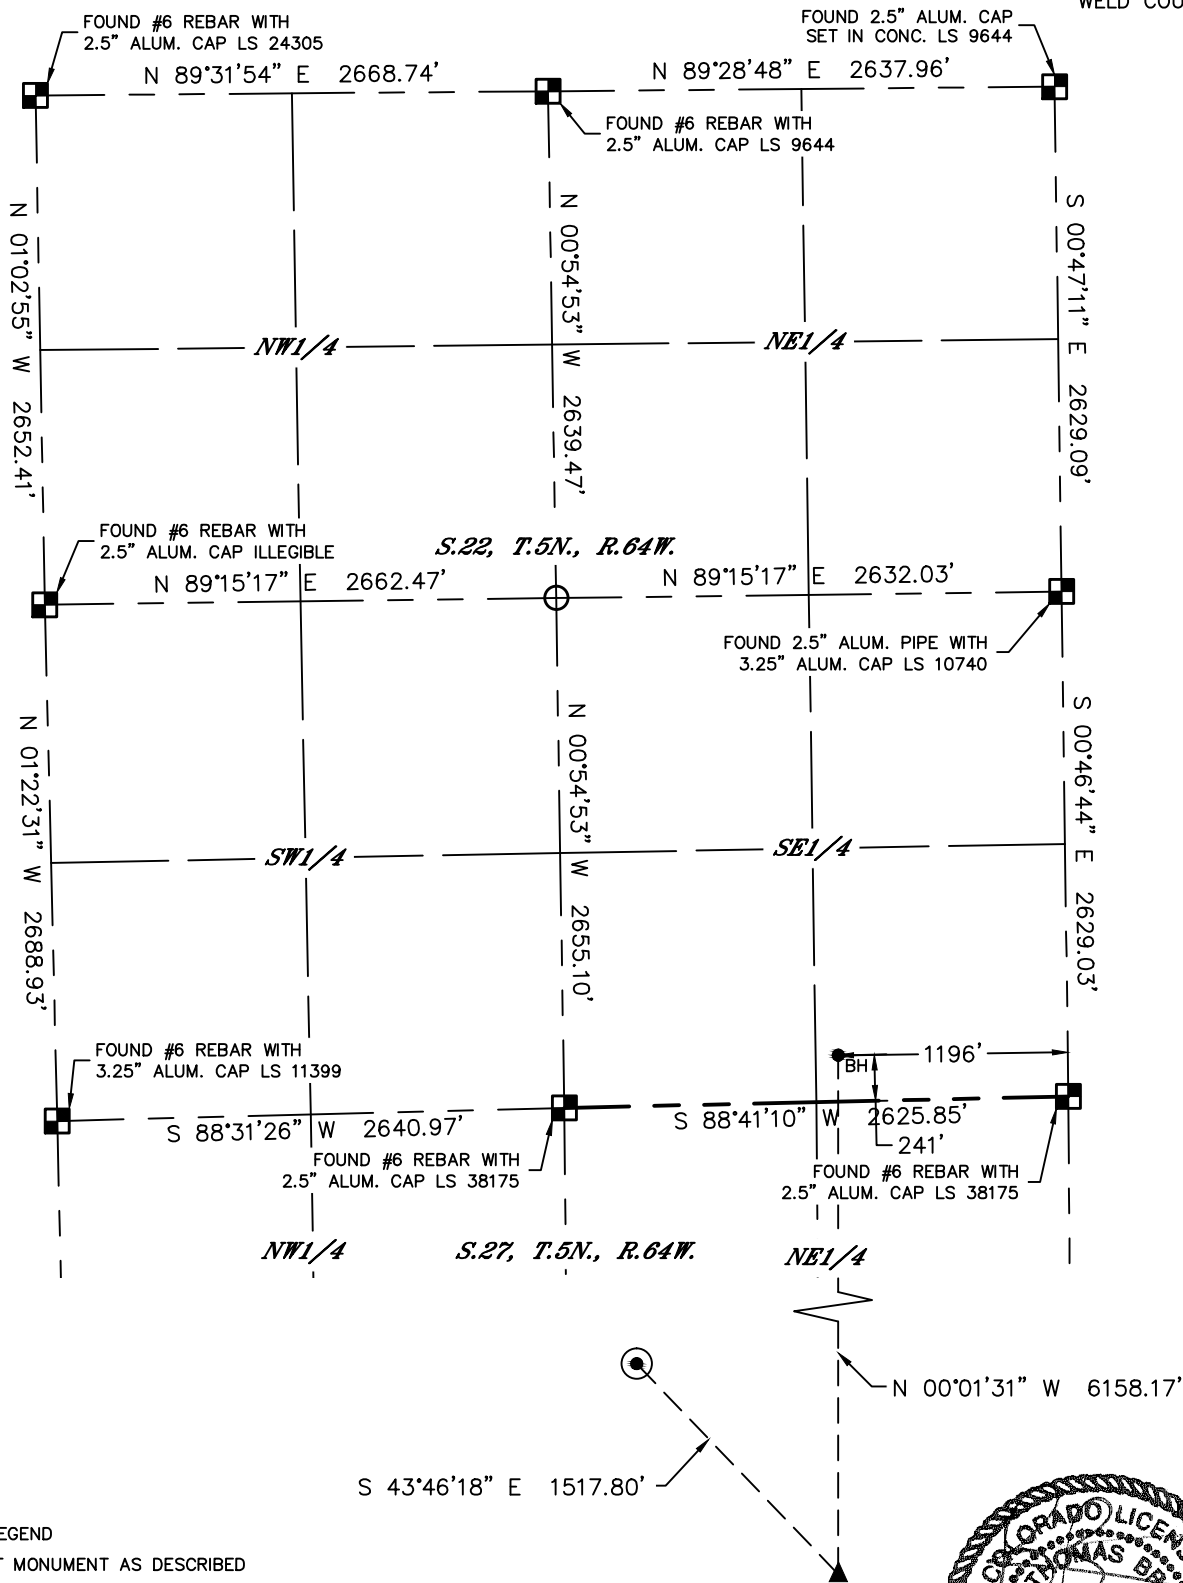 WELD COU
FOUND #6 REBAR WITH
2.5" ALUM. CAP LS 24305
FOUND 2.5" ALUM. CAP
SET IN CONC. LS 9644
N 89°31'54" E 2668.74'
N 89°28'48" E 2637.96'
FOUND #6 REBAR WITH
2.5" ALUM. CAP LS 9644
N 01°02'55" W 2652.41'
N 00°54'53" W 2639.47'
S 00°47'11" E 2629.09'
NW1/4
NE1/4
FOUND #6 REBAR WITH
2.5" ALUM. CAP ILLEGIBLE
S.22, T.5N., R.64W.
N 89°15'17" E 2662.47'
N 89°15'17" E 2632.03'
FOUND 2.5" ALUM. PIPE WITH
3.25" ALUM. CAP LS 10740
N 01°22'31" W 2688.93'
N 00°54'53" W 2655.10'
S 00°46'44" E 2629.03'
SW1/4
SE1/4
FOUND #6 REBAR WITH
3.25" ALUM. CAP LS 11399
1196'
BH
S 88°31'26" W 2640.97'
S 88°41'10" W 2625.85'
241'
FOUND #6 REBAR WITH
2.5" ALUM. CAP LS 38175
FOUND #6 REBAR WITH
2.5" ALUM. CAP LS 38175
NW1/4
S.27, T.5N., R.64W.
NE1/4
N 00°01'31" W 6158.17'
S 43°46'18" E 1517.80'
EGEND
T MONUMENT AS DESCRIBED
COLORADO LICENS
THOMAS BR